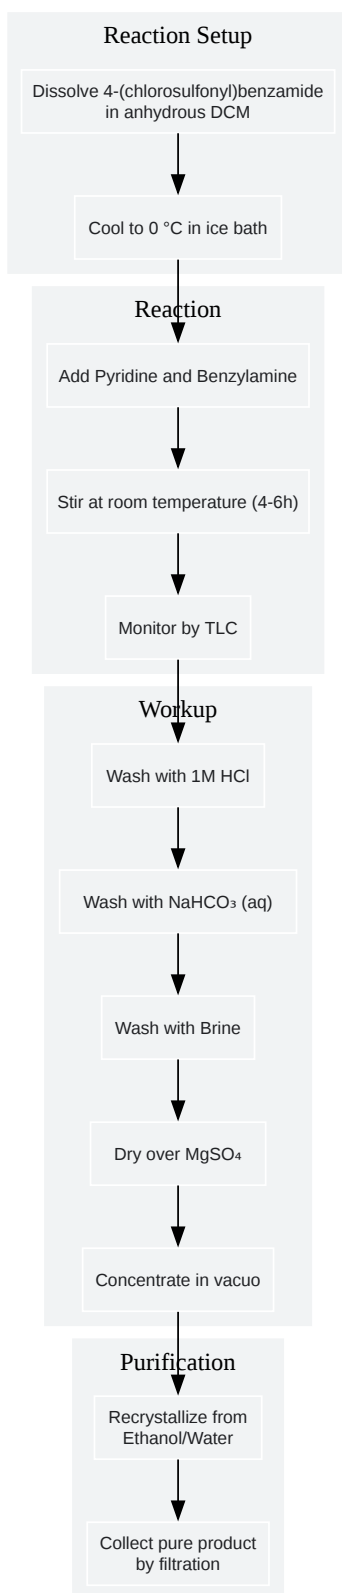 Reaction Setup
Dissolve 4-(chlorosulfonyl)benzamide
in anhydrous DCM
Cool to 0 °C in ice bath
Reaction
Add Pyridine and Benzylamine
Stir at room temperature (4-6h)
Monitor by TLC
Workup
Wash with 1M HCl
Wash with NaHCO₃ (aq)
Wash with Brine
Dry over MgSO₄
Concentrate in vacuo
Purification
Recrystallize from
Ethanol/Water
Collect pure product
by filtration